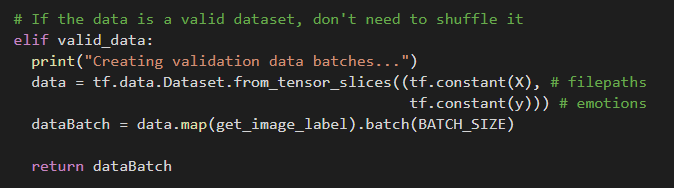 # If the data is a valid dataset, don't need to shuffle it
elif valid_data:
  print("Creating validation data batches...")
  data = tf.data.Dataset.from_tensor_slices((tf.constant(X), # filepaths
                                             tf.constant(y))) # emotions
  dataBatch = data.map(get_image_label).batch(BATCH_SIZE)

  return dataBatch